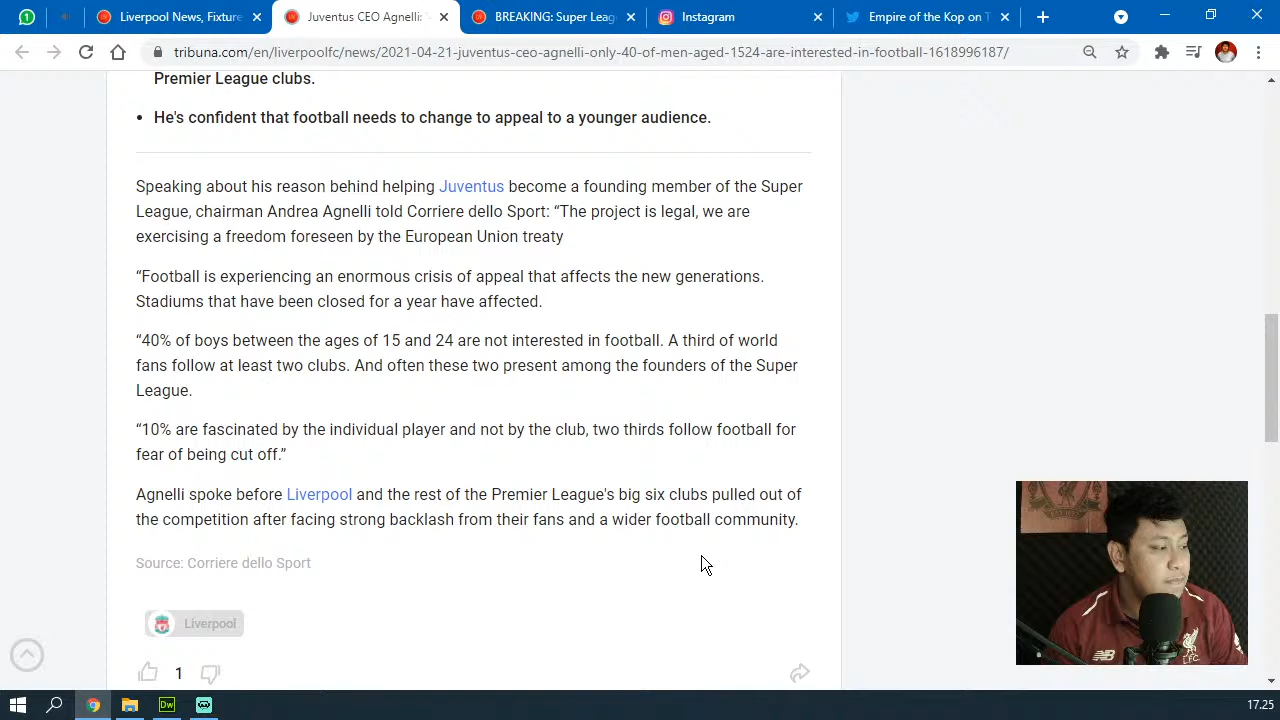 Liverpool News, Fixture
Juventus CEO Agnelli:
BREAKING: Super Leag
Instagram
Empire of the Kop on T
tribuna.com/en/liverpoolfc/news/2021-04-21-juventus-ceo-agnelli-only-40-of-men-aged-1524-are-interested-in-football-1618996187/
Premier League clubs.
• He's confident that football needs to change to appeal to a younger audience.
Speaking about his reason behind helping Juventus become a founding member of the Super
League, chairman Andrea Agnelli told Corriere dello Sport: “The project is legal, we are
exercising a freedom foreseen by the European Union treaty
“Football is experiencing an enormous crisis of appeal that affects the new generations.
Stadiums that have been closed for a year have affected.
“40% of boys between the ages of 15 and 24 are not interested in football. A third of world
fans follow at least two clubs. And often these two present among the founders of the Super
League.
“10% are fascinated by the individual player and not by the club, two thirds follow football for
fear of being cut off.”
Agnelli spoke before Liverpool and the rest of the Premier League's big six clubs pulled out of
the competition after facing strong backlash from their fans and a wider football community.
Source: Corriere dello Sport
Liverpool
1
Dw
17.25